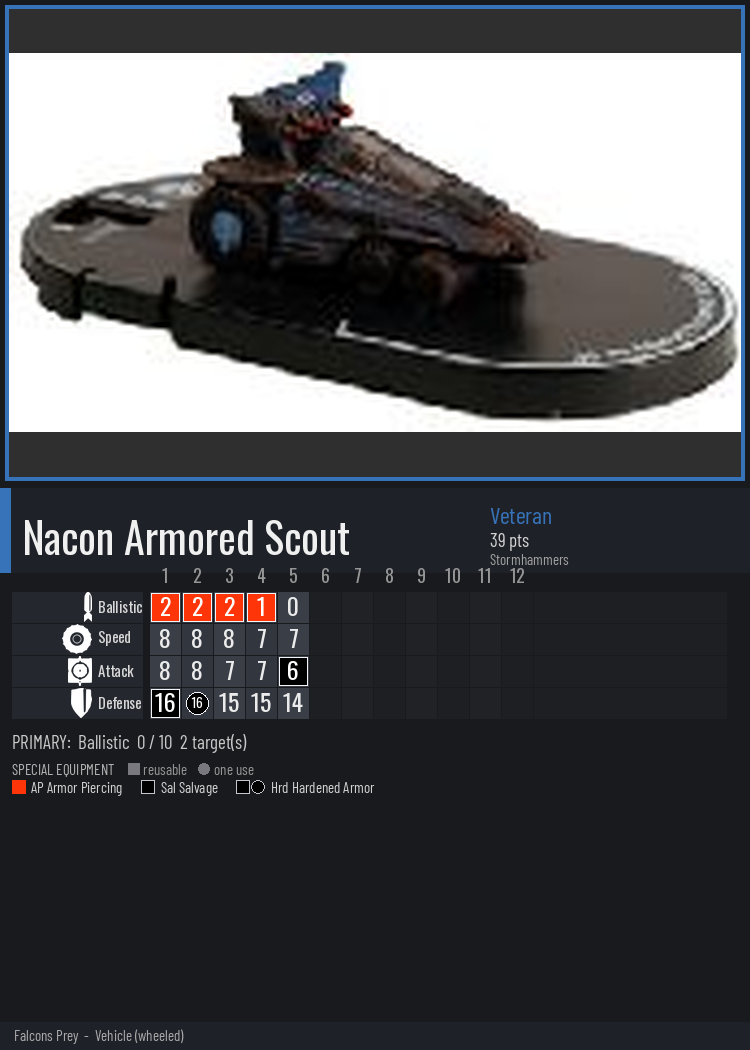 Nacon Armored Scout
Veteran
39 pts
Stormhammers
1 2 3 4 5 6 7 8 9 10 11 12
Ballistic 2 2 2 1 0
Speed 8 8 8 7 7
Attack 8 8 7 7 6
Defense 16 16 15 15 14
PRIMARY: Ballistic 0 / 10 2 target(s)
SPECIAL EQUIPMENT reusable one use
AP Armor Piercing Sal Salvage Hrd Hardened Armor
Falcons Prey - Vehicle (wheeled)